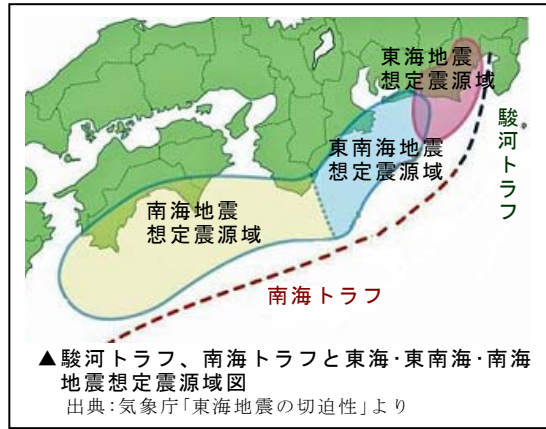 東海地震
想定震源域
東南海地震
想定震源域
駿河トラフ
南海地震
想定震源域
南海トラフ
▲駿河トラフ、南海トラフと東海・東南海・南海
地震想定震源域図
出典：気象庁「東海地震の切迫性」より